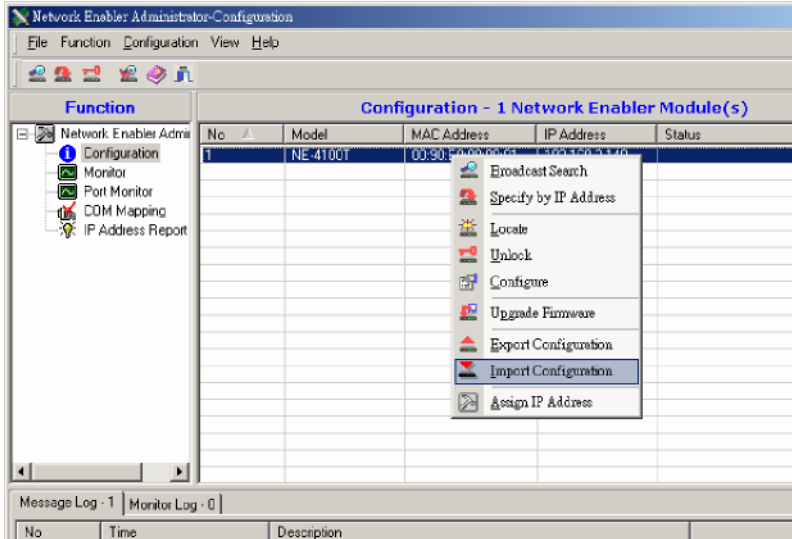 Network Enabler Administrator-Configuration
File Function Configuration View Help
Function
Configuration - 1 Network Enabler Module(s)
Network Enabler Admi
Configuration
Monitor
Port Monitor
COM Mapping
IP Address Report
No Model MAC Address IP Address Status
1 NE-4100T
Broadcast Search
Specify by IP Address
Locate
Unlock
Configure
Upgrade Firmware
Export Configuration
Import Configuration
Assign IP Address
Message Log - 1 Monitor Log - 0
No Time Description